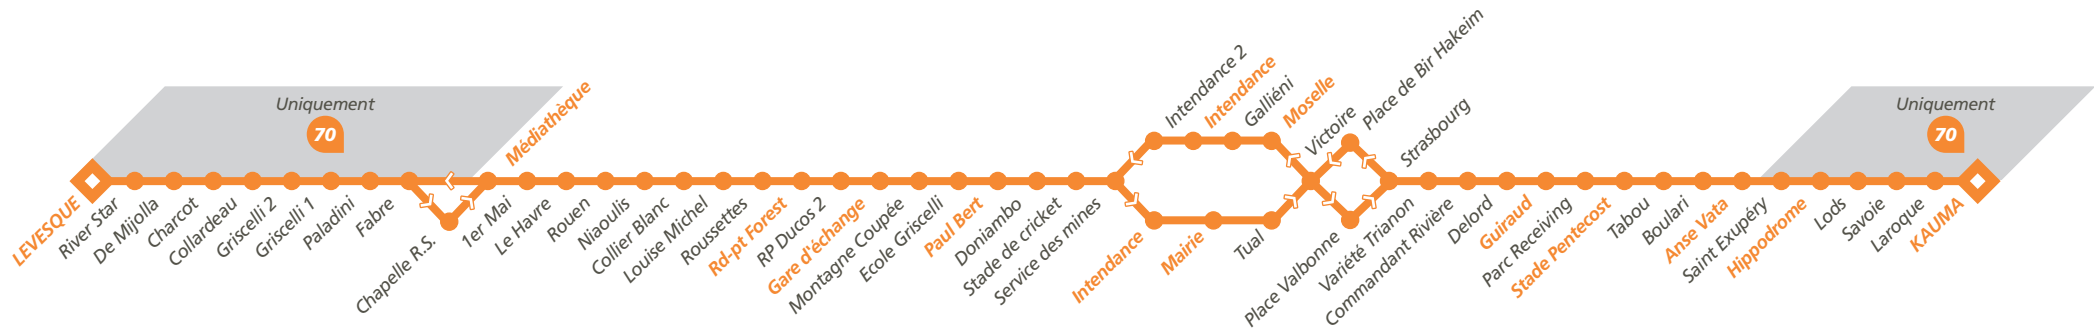 Uniquement
70
LEVESQUE
River Star
De Mijolla
Charcot
Collardeau
Griscelli 2
Griscelli 1
Paladini
Fabre
Chapelle R.S.
Médiathèque
1er Mai
Le Havre
Rouen
Niaoulis
Collier Blanc
Louise Michel
Roussettes
Rd-pt Forest
RP Ducos 2
Gare d'échange
Montagne Coupée
Ecole Griscelli
Paul Bert
Doniambo
Stade de cricket
Service des mines
Intendance 2
Intendance
Galliéni
Moselle
Intendance
Mairie
Tual
Victoire
Place de Bir Hakeim
Place Valbonne
Strasbourg
Variété Trianon
Commandant Rivière
Delord
Guiraud
Parc Receiving
Stade Pentecost
Tabou
Boulari
Anse Vata
Saint Exupéry
Hippodrome
Lods
Savoie
Laroque
KAUMA
Uniquement
70